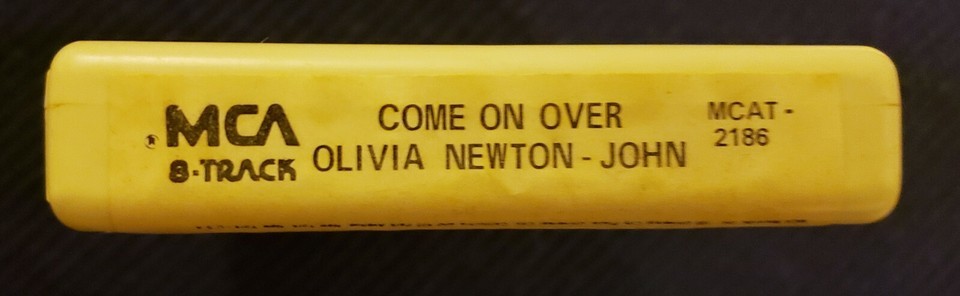 ® MCA
8-TRACK
COME ON OVER
OLIVIA NEWTON-JOHN
MCAT-
2186